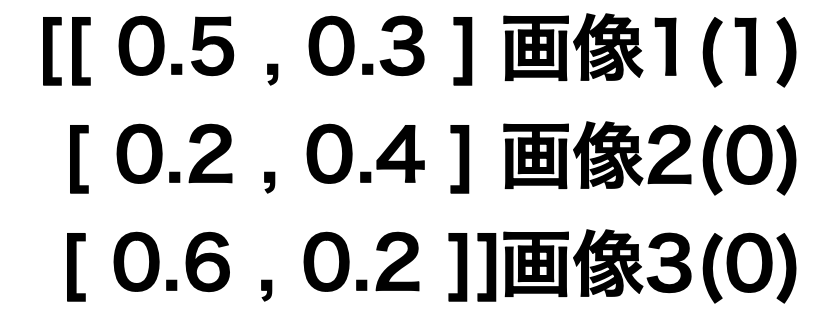 [[ 0.5 , 0.3 ] 画像1(1)
[ 0.2 , 0.4 ] 画像2(0)
[ 0.6 , 0.2 ]]画像3(0)